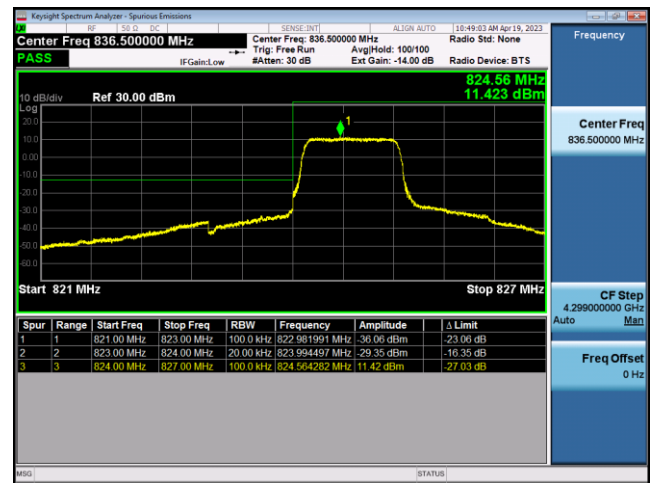 Keysight Spectrum Analyzer - Spurious Emissions
RF 50 Ω DC SENSE:INT ALIGN AUTO 10:49:03 AM Apr 19, 2023
Center Freq 836.500000 MHz Center Freq: 836.500000 MHz Radio Std: None
Trig: Free Run Avg|Hold: 100/100
PASS IFGain:Low #Atten: 30 dB Ext Gain: -14.00 dB Radio Device: BTS
824.56 MHz
10 dB/div Ref 30.00 dBm 11.423 dBm
Log
20.0
1
10.0
0.00
-10.0
-20.0
-30.0
-40.0
-50.0
-60.0
Start 821 MHz Stop 827 MHz
Spur Range Start Freq Stop Freq RBW Frequency Amplitude Δ Limit
1 1 821.00 MHz 823.00 MHz 100.0 kHz 822.981991 MHz -36.06 dBm -23.06 dB
2 2 823.00 MHz 824.00 MHz 20.00 kHz 823.994497 MHz -29.35 dBm -16.35 dB
3 3 824.00 MHz 827.00 MHz 100.0 kHz 824.564282 MHz 11.42 dBm -27.03 dB
MSG STATUS
Frequency
Center Freq
836.500000 MHz
CF Step
4.299000000 GHz
Auto Man
Freq Offset
0 Hz